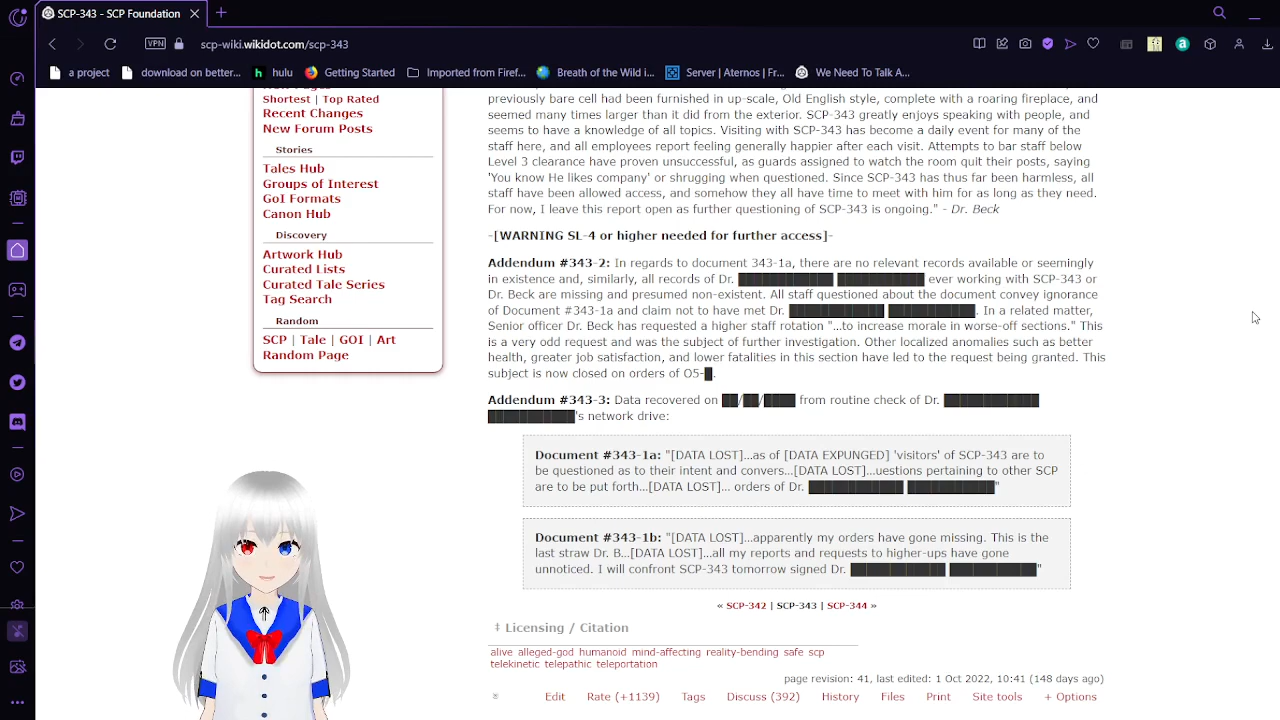 SCP-343 - SCP Foundation
VPN
scp-wiki.wikidot.com/scp-343
a project
download on better...
hulu
Getting Started
Imported from Firef...
Breath of the Wild i...
Server | Aternos | Fr...
We Need To Talk A...
Shortest | Top Rated
Recent Changes
New Forum Posts
Stories
Tales Hub
Groups of Interest
GoI Formats
Canon Hub
Discovery
Artwork Hub
Curated Lists
Curated Tale Series
Tag Search
Random
SCP | Tale | GOI | Art
Random Page
previously bare cell had been furnished in up-scale, Old English style, complete with a roaring fireplace, and
seemed many times larger than it did from the exterior. SCP-343 greatly enjoys speaking with people, and
seems to have a knowledge of all topics. Visiting with SCP-343 has become a daily event for many of the
staff here, and all employees report feeling generally happier after each visit. Attempts to bar staff below
Level 3 clearance have proven unsuccessful, as guards assigned to watch the room quit their posts, saying
'You know He likes company' or shrugging when questioned. Since SCP-343 has thus far been harmless, all
staff have been allowed access, and somehow they all have time to meet with him for as long as they need.
For now, I leave this report open as further questioning of SCP-343 is ongoing." - Dr. Beck
-[WARNING SL-4 or higher needed for further access]-
Addendum #343-2: In regards to document 343-1a, there are no relevant records available or seemingly
in existence and, similarly, all records of Dr. ███████████ ██████████ ever working with SCP-343 or
Dr. Beck are missing and presumed non-existent. All staff questioned about the document convey ignorance
of Document #343-1a and claim not to have met Dr. ███████████ ██████████. In a related matter,
Senior officer Dr. Beck has requested a higher staff rotation "...to increase morale in worse-off sections." This
is a very odd request and was the subject of further investigation. Other localized anomalies such as better
health, greater job satisfaction, and lower fatalities in this section have led to the request being granted. This
subject is now closed on orders of O5-█.
Addendum #343-3: Data recovered on ██/██/████ from routine check of Dr. ███████████
██████████'s network drive:
Document #343-1a: "[DATA LOST]...as of [DATA EXPUNGED] 'visitors' of SCP-343 are to
be questioned as to their intent and convers...[DATA LOST]...uestions pertaining to other SCP
are to be put forth...[DATA LOST]... orders of Dr. ███████████ ██████████"
Document #343-1b: "[DATA LOST]...apparently my orders have gone missing. This is the
last straw Dr. B...[DATA LOST]...all my reports and requests to higher-ups have gone
unnoticed. I will confront SCP-343 tomorrow signed Dr. ███████████ ██████████"
« SCP-342 | SCP-343 | SCP-344 »
‡ Licensing / Citation
alive alleged-god humanoid mind-affecting reality-bending safe scp
telekinetic telepathic teleportation
page revision: 41, last edited: 1 Oct 2022, 10:41 (148 days ago)
Edit Rate (+1139) Tags Discuss (392) History Files Print Site tools + Options